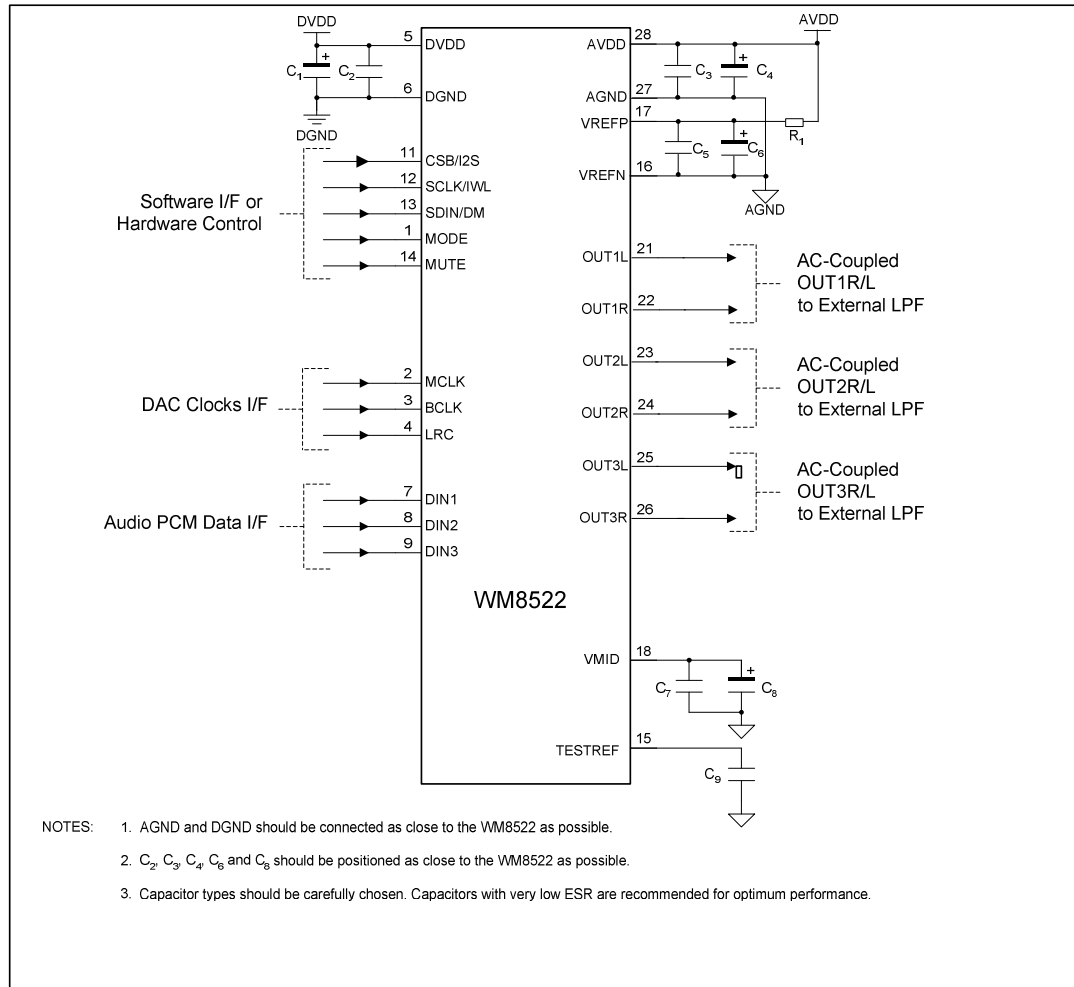 DVDD
AVDD
5
DVDD
AVDD
28
+
C1
C2
C3
+
C4
6
DGND
AGND
27
DGND
VREFP
17
R1
C5
+
C6
VREFN
16
AGND
Software I/F or
Hardware Control
11
CSB/I2S
12
SCLK/IWL
13
SDIN/DM
1
MODE
14
MUTE
OUT1L
21
OUT1R
22
AC-Coupled
OUT1R/L
to External LPF
OUT2L
23
OUT2R
24
AC-Coupled
OUT2R/L
to External LPF
DAC Clocks I/F
2
MCLK
3
BCLK
4
LRC
OUT3L
25
OUT3R
26
AC-Coupled
OUT3R/L
to External LPF
Audio PCM Data I/F
7
DIN1
8
DIN2
9
DIN3
WM8522
VMID
18
C7
+
C8
TESTREF
15
C9
NOTES: 1. AGND and DGND should be connected as close to the WM8522 as possible.
2. C2, C3, C4, C6 and C8 should be positioned as close to the WM8522 as possible.
3. Capacitor types should be carefully chosen. Capacitors with very low ESR are recommended for optimum performance.